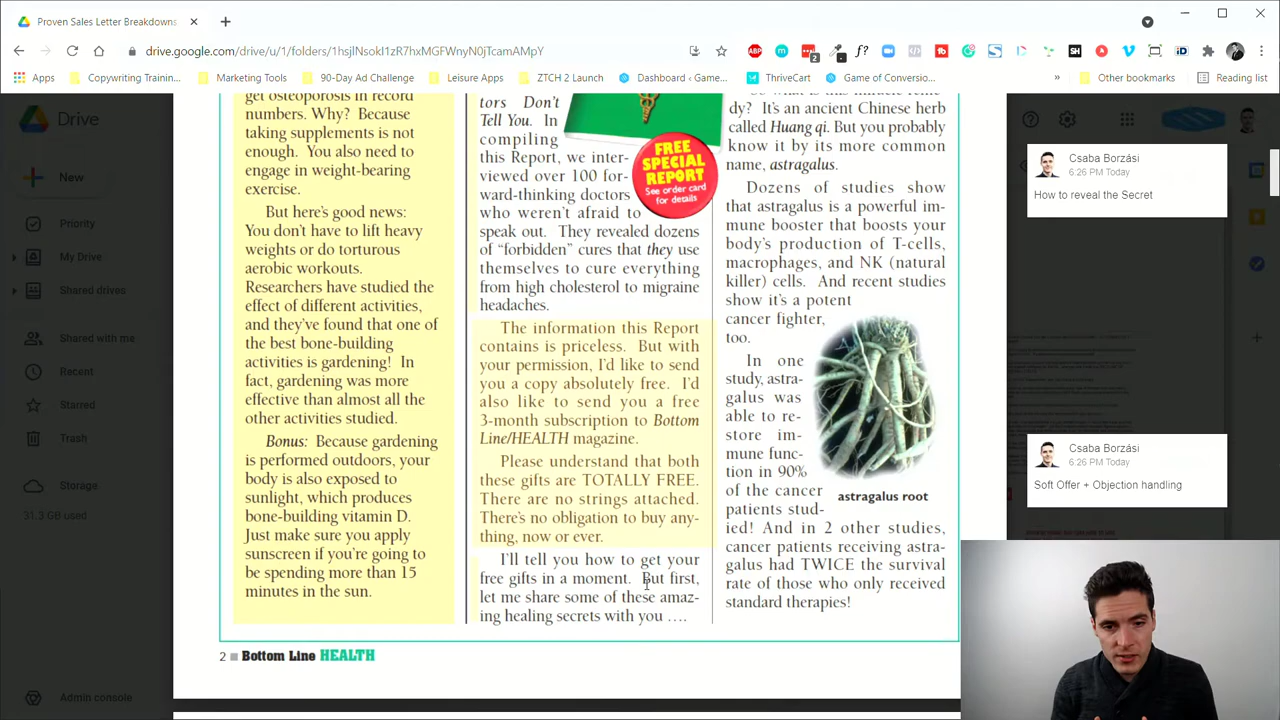 Proven Sales Letter Breakdowns
drive.google.com/drive/u/1/folders/1hsjlNsokI1zR7hxMGFWnyN0jTcamAMpY
Apps
Copywriting Trainin...
Marketing Tools
90-Day Ad Challenge
Leisure Apps
ZTCH 2 Launch
Dashboard ‹ Game...
ThriveCart
Game of Conversio...
»
Other bookmarks
Reading list
Drive
New
Priority
My Drive
Shared drives
Shared with me
Recent
Starred
Trash
Storage
31.3 GB used
Admin console
get osteoporosis in record
numbers. Why? Because
taking supplements is not
enough. You also need to
engage in weight-bearing
exercise.
But here's good news:
You don't have to lift heavy
weights or do torturous
aerobic workouts.
Researchers have studied the
effect of different activities,
and they've found that one of
the best bone-building
activities is gardening! In
fact, gardening was more
effective than almost all the
other activities studied.
Bonus: Because gardening
is performed outdoors, your
body is also exposed to
sunlight, which produces
bone-building vitamin D.
Just make sure you apply
sunscreen if you're going to
be spending more than 15
minutes in the sun.
tors Don't
Tell You. In
compiling
this Report, we inter-
viewed over 100 for-
ward-thinking doctors
who weren't afraid to
speak out. They revealed dozens
of "forbidden" cures that they use
themselves to cure everything
from high cholesterol to migraine
headaches.
The information this Report
contains is priceless. But with
your permission, I'd like to send
you a copy absolutely free. I'd
also like to send you a free
3-month subscription to Bottom
Line/HEALTH magazine.
Please understand that both
these gifts are TOTALLY FREE.
There are no strings attached.
There's no obligation to buy any-
thing, now or ever.
I'll tell you how to get your
free gifts in a moment. But first,
let me share some of these amaz-
ing healing secrets with you ….
FREE
SPECIAL
REPORT
See order card
for details
So what is this miracle reme-
dy? It's an ancient Chinese herb
called Huang qi. But you probably
know it by its more common
name, astragalus.
Dozens of studies show
that astragalus is a powerful im-
mune booster that boosts your
body's production of T-cells,
macrophages, and NK (natural
killer) cells. And recent studies
show it's a potent
cancer fighter,
too.
In one
study, astra-
galus was
able to re-
store im-
mune func-
tion in 90%
of the cancer
patients stud-
ied! And in 2 other studies,
cancer patients receiving astra-
galus had TWICE the survival
rate of those who only received
standard therapies!
astragalus root
2 ■ Bottom Line HEALTH
Csaba Borzási
6:26 PM Today
How to reveal the Secret
Csaba Borzási
6:26 PM Today
Soft Offer + Objection handling